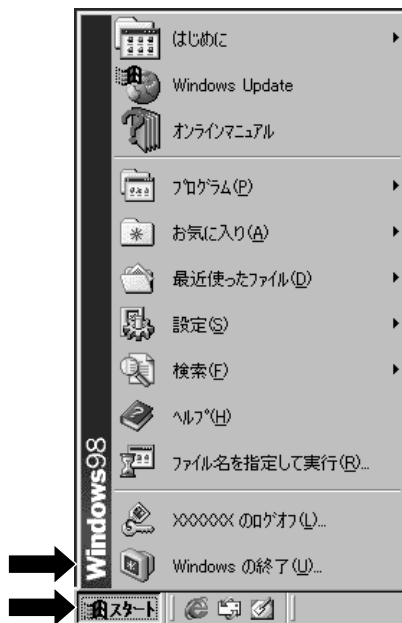 はじめに
Windows Update
オンラインマニュアル
プログラム(P)
お気に入り(A)
最近使ったファイル(D)
設定(S)
検索(F)
ヘルプ(H)
ファイル名を指定して実行(R)...
XXXXXX のログオフ(L)...
Windows の終了(U)...
Windows98
スタート